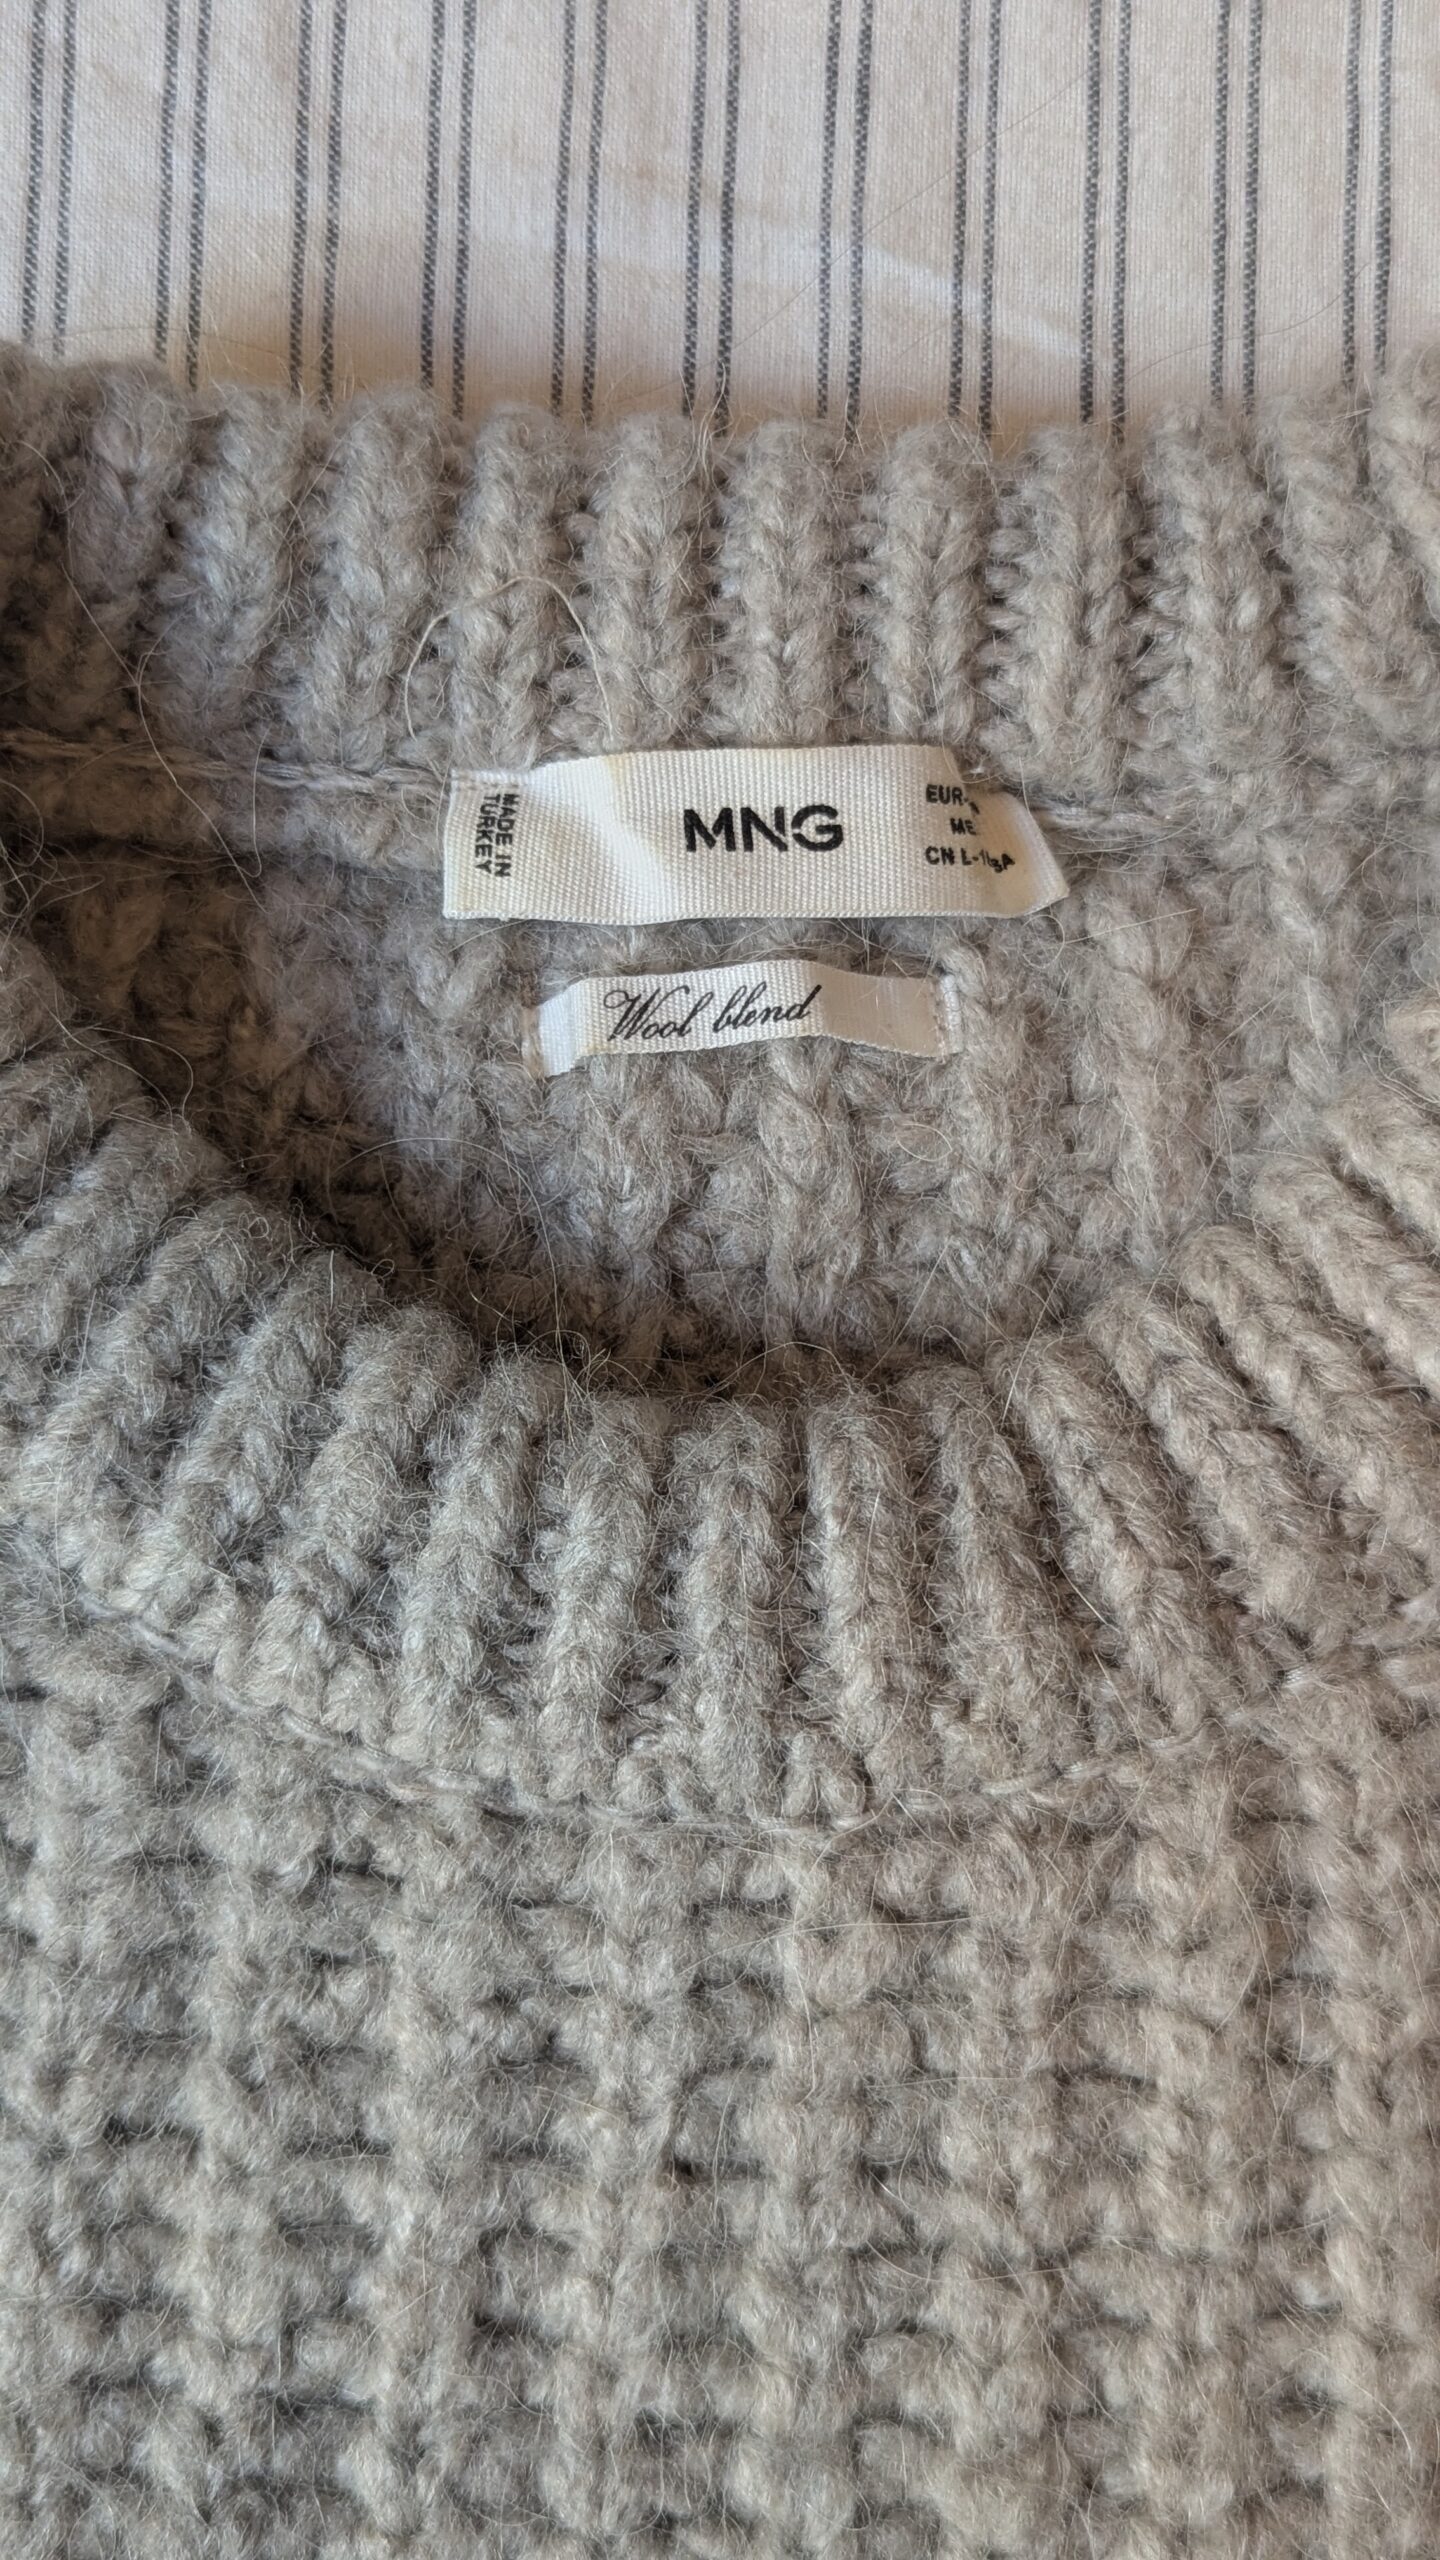 MADE IN
TURKEY
MNG
EUR-
CN L-
Wool blend